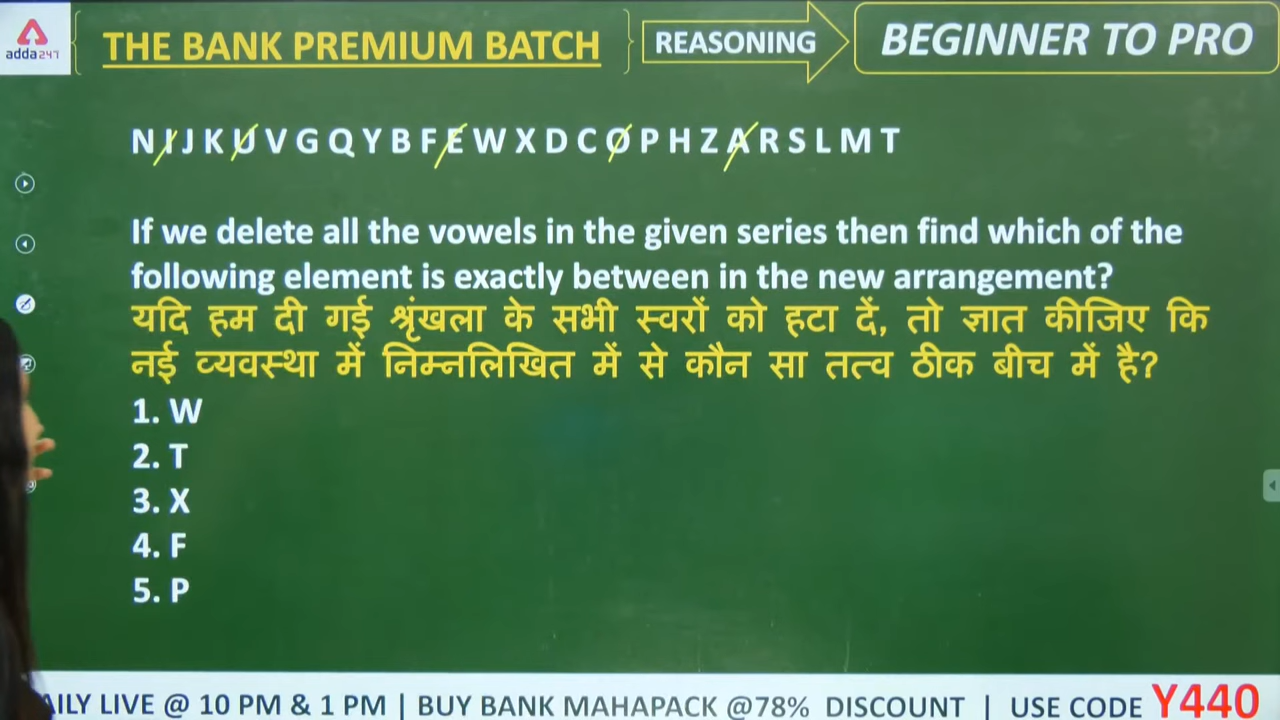 adda247
THE BANK PREMIUM BATCH
REASONING
BEGINNER TO PRO
N I J K U V G Q Y B F E W X D C O P H Z A R S L M T
If we delete all the vowels in the given series then find which of the
following element is exactly between in the new arrangement?
यदि हम दी गई श्रृंखला के सभी स्वरों को हटा दें, तो ज्ञात कीजिए कि
नई व्यवस्था में निम्नलिखित में से कौन सा तत्व ठीक बीच में है?
1. W
2. T
3. X
4. F
5. P
AILY LIVE @ 10 PM & 1 PM | BUY BANK MAHAPACK @78% DISCOUNT | USE CODE Y440